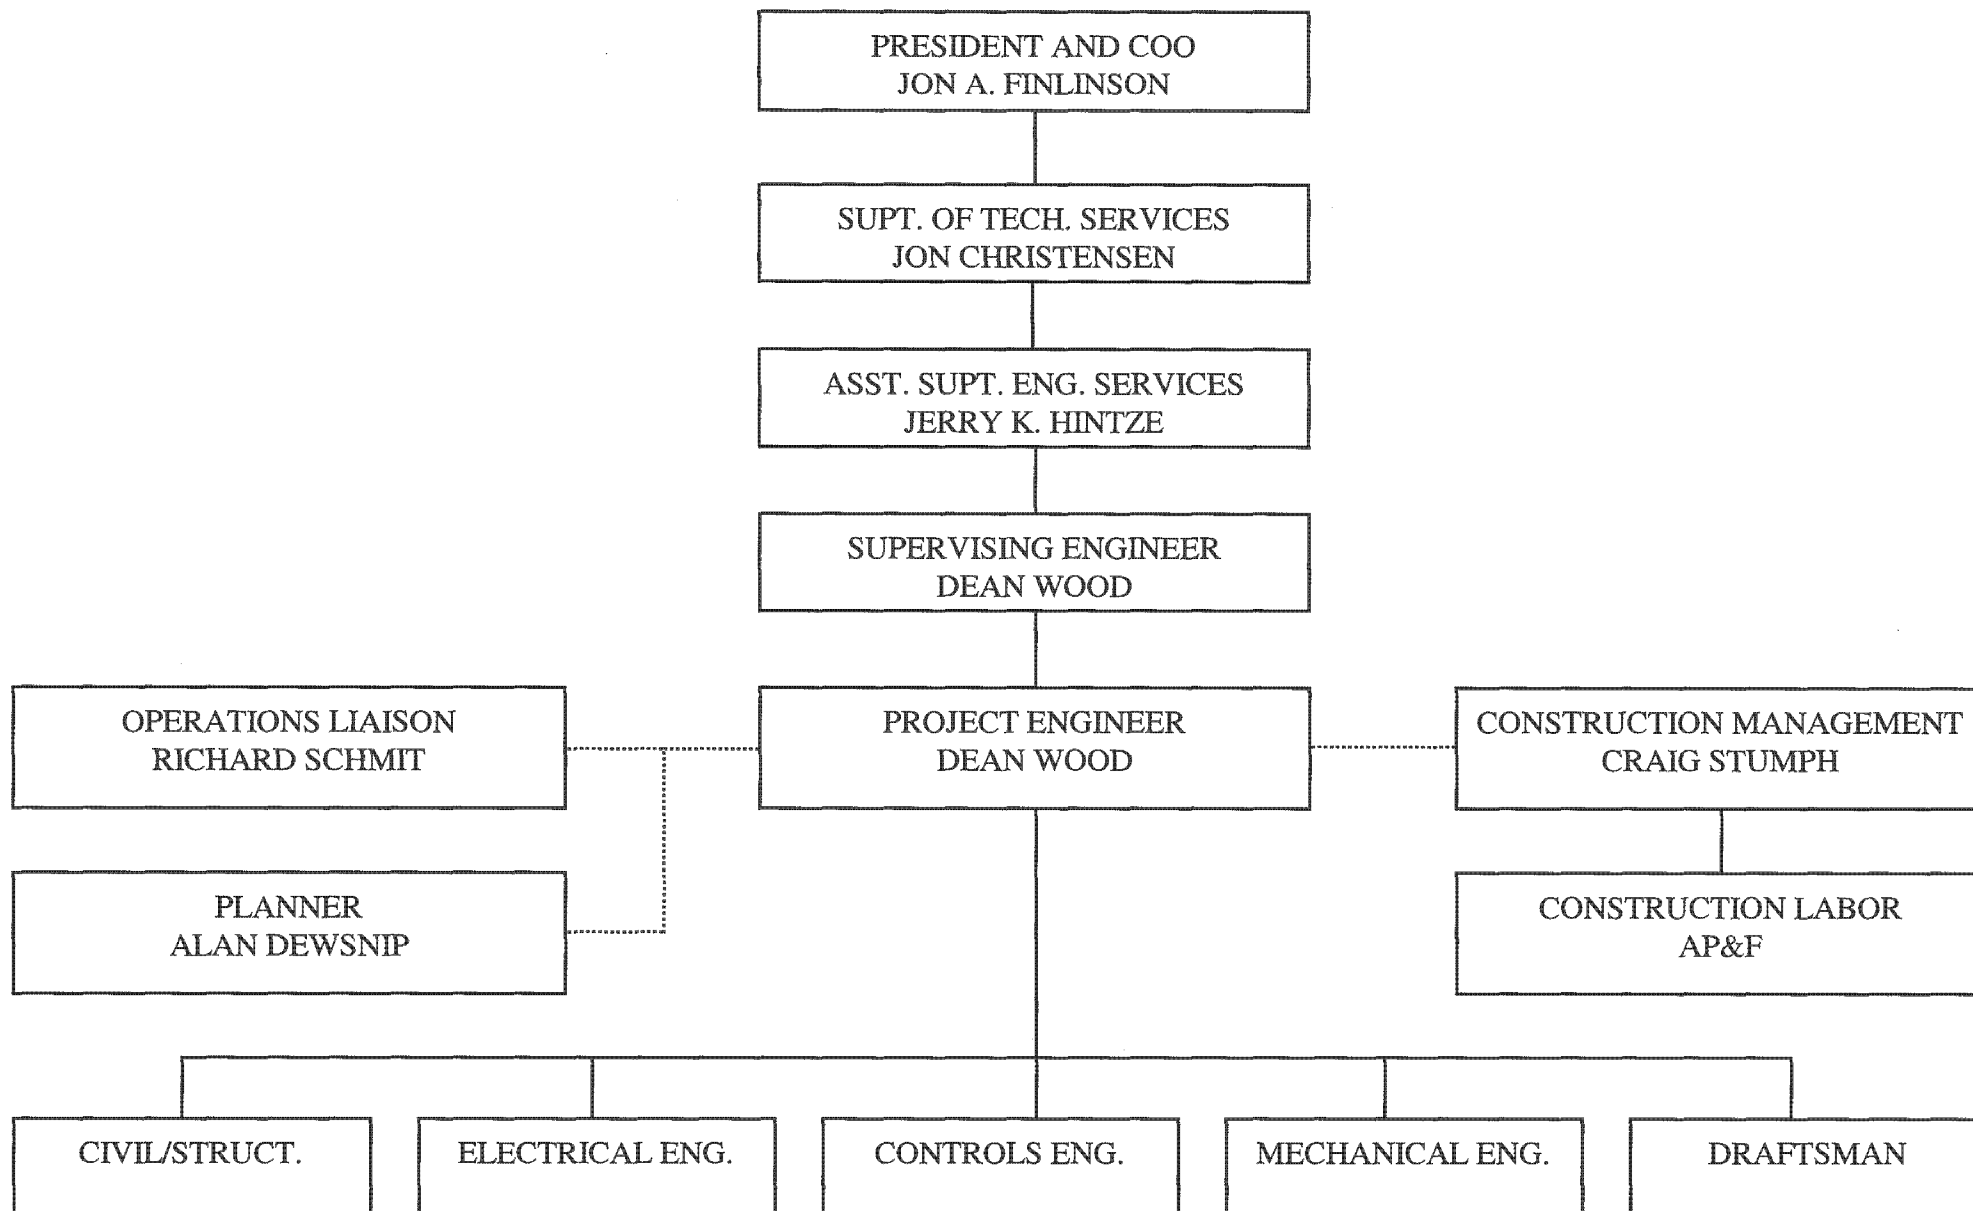 PRESIDENT AND COO
JON A. FINLINSON
SUPT. OF TECH. SERVICES
JON CHRISTENSEN
ASST. SUPT. ENG. SERVICES
JERRY K. HINTZE
SUPERVISING ENGINEER
DEAN WOOD
OPERATIONS LIAISON
RICHARD SCHMIT
PROJECT ENGINEER
DEAN WOOD
CONSTRUCTION MANAGEMENT
CRAIG STUMPH
PLANNER
ALAN DEWSNIP
CONSTRUCTION LABOR
AP&F
CIVIL/STRUCT.
ELECTRICAL ENG.
CONTROLS ENG.
MECHANICAL ENG.
DRAFTSMAN